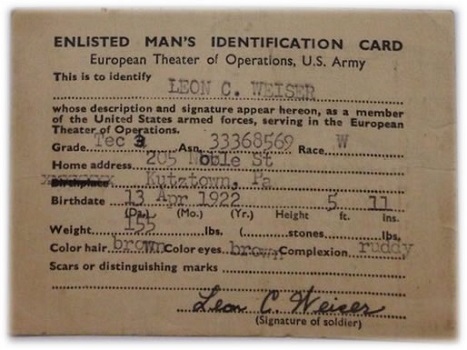 ENLISTED MAN'S IDENTIFICATION CARD
European Theater of Operations, U.S. Army
This is to identify
LEON C. WEISER
whose description and signature appear hereon, as a member
of the United States armed forces, serving in the European
Theater of Operations.
Grade Tec 3 Asn. 33368569 Race W
Home address 205 Noble St
Birthplace Kutztown, Pa
Birthdate 13 Apr 1922 Height 5 ft. 11 ins.
(Da.) (Mo.) (Yr.)
Weight 155 lbs. ( stones lbs.
Color hair brown Color eyes brown Complexion ruddy
Scars or distinguishing marks
Leon C. Weiser
(Signature of soldier)